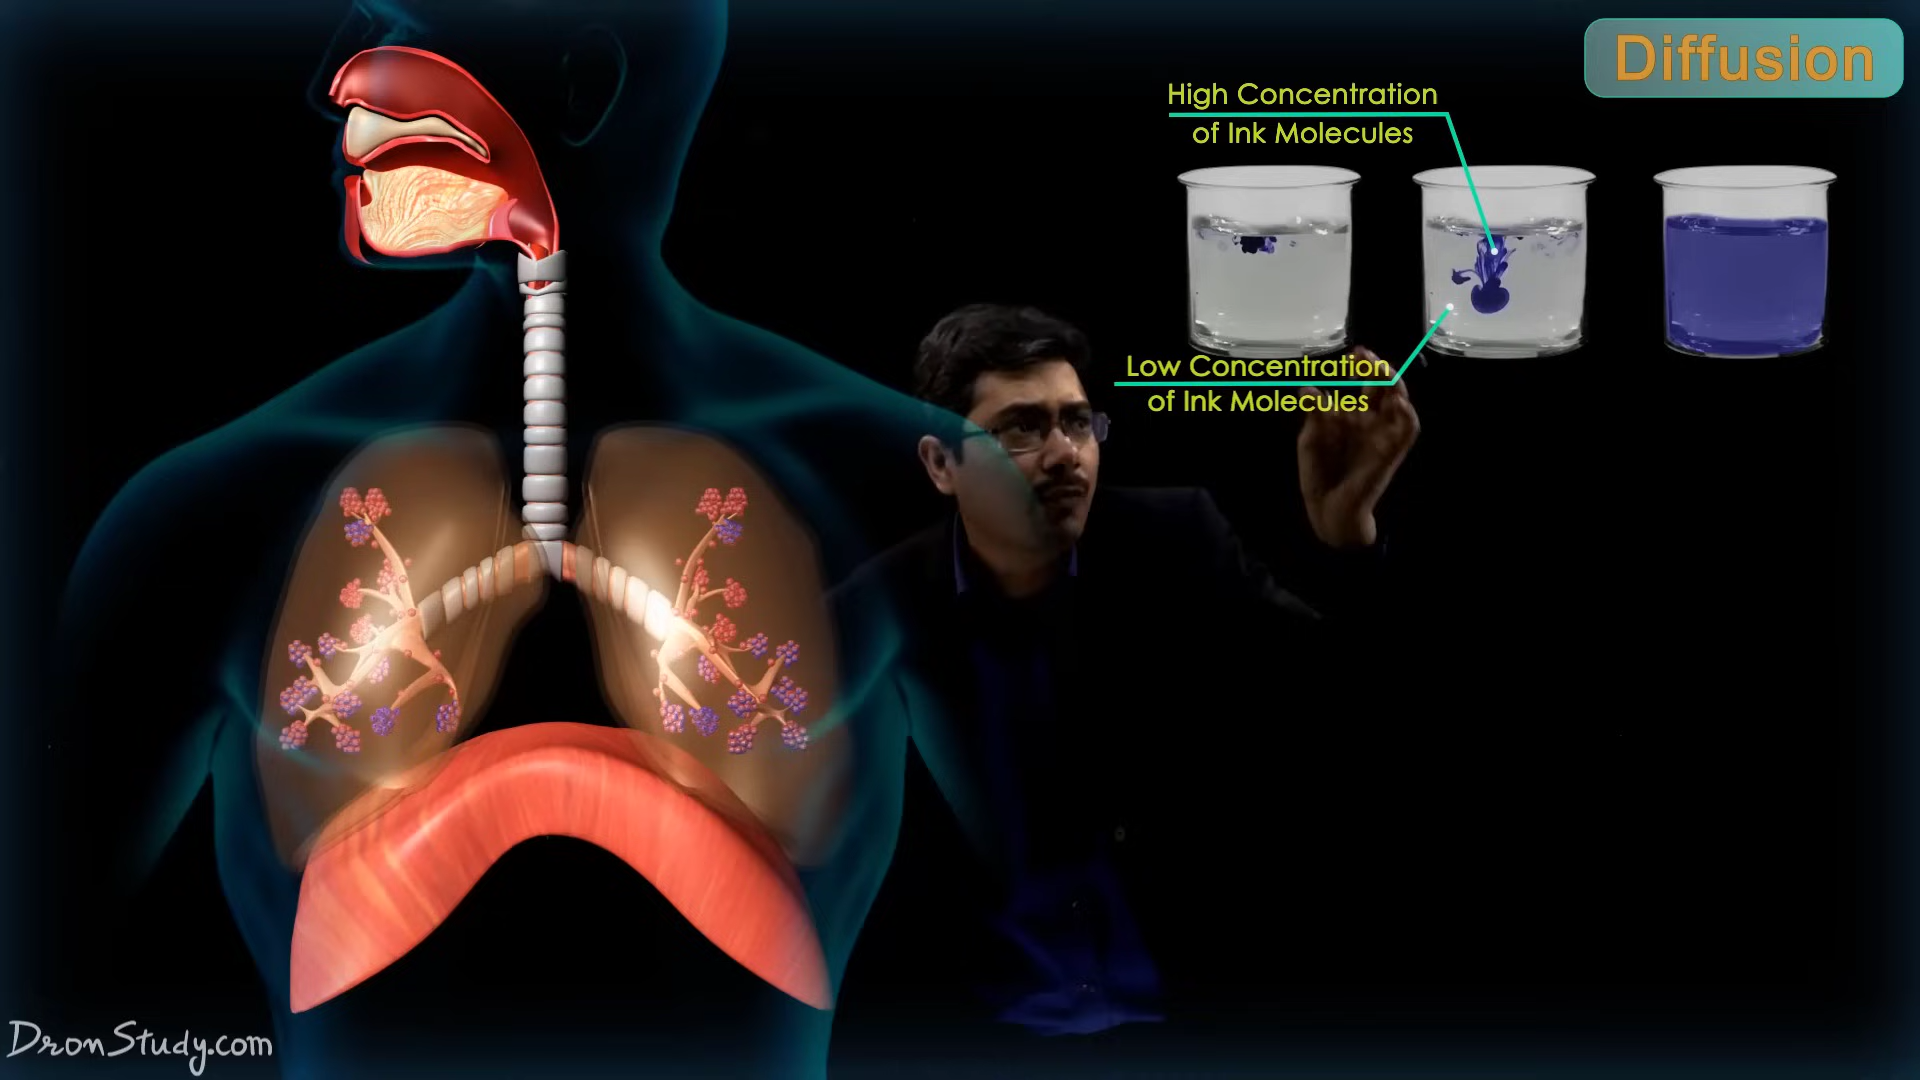 Diffusion
High Concentration
of Ink Molecules
Low Concentration
of Ink Molecules
DronStudy.com